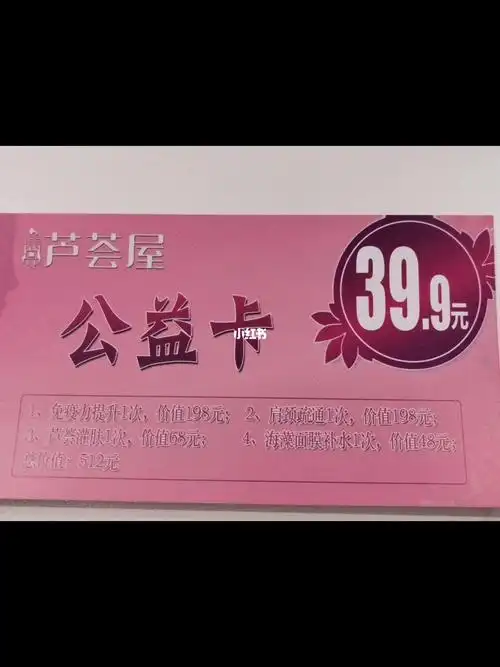 芦荟屋
39.9元
公益卡
小红书
1、免疫力提升1次，价值198元； 2、肩颈疏通1次，价值198元；
3、芦荟灌肤1次，价值68元； 4、海藻面膜补水1次，价值48元；
总价值：512元